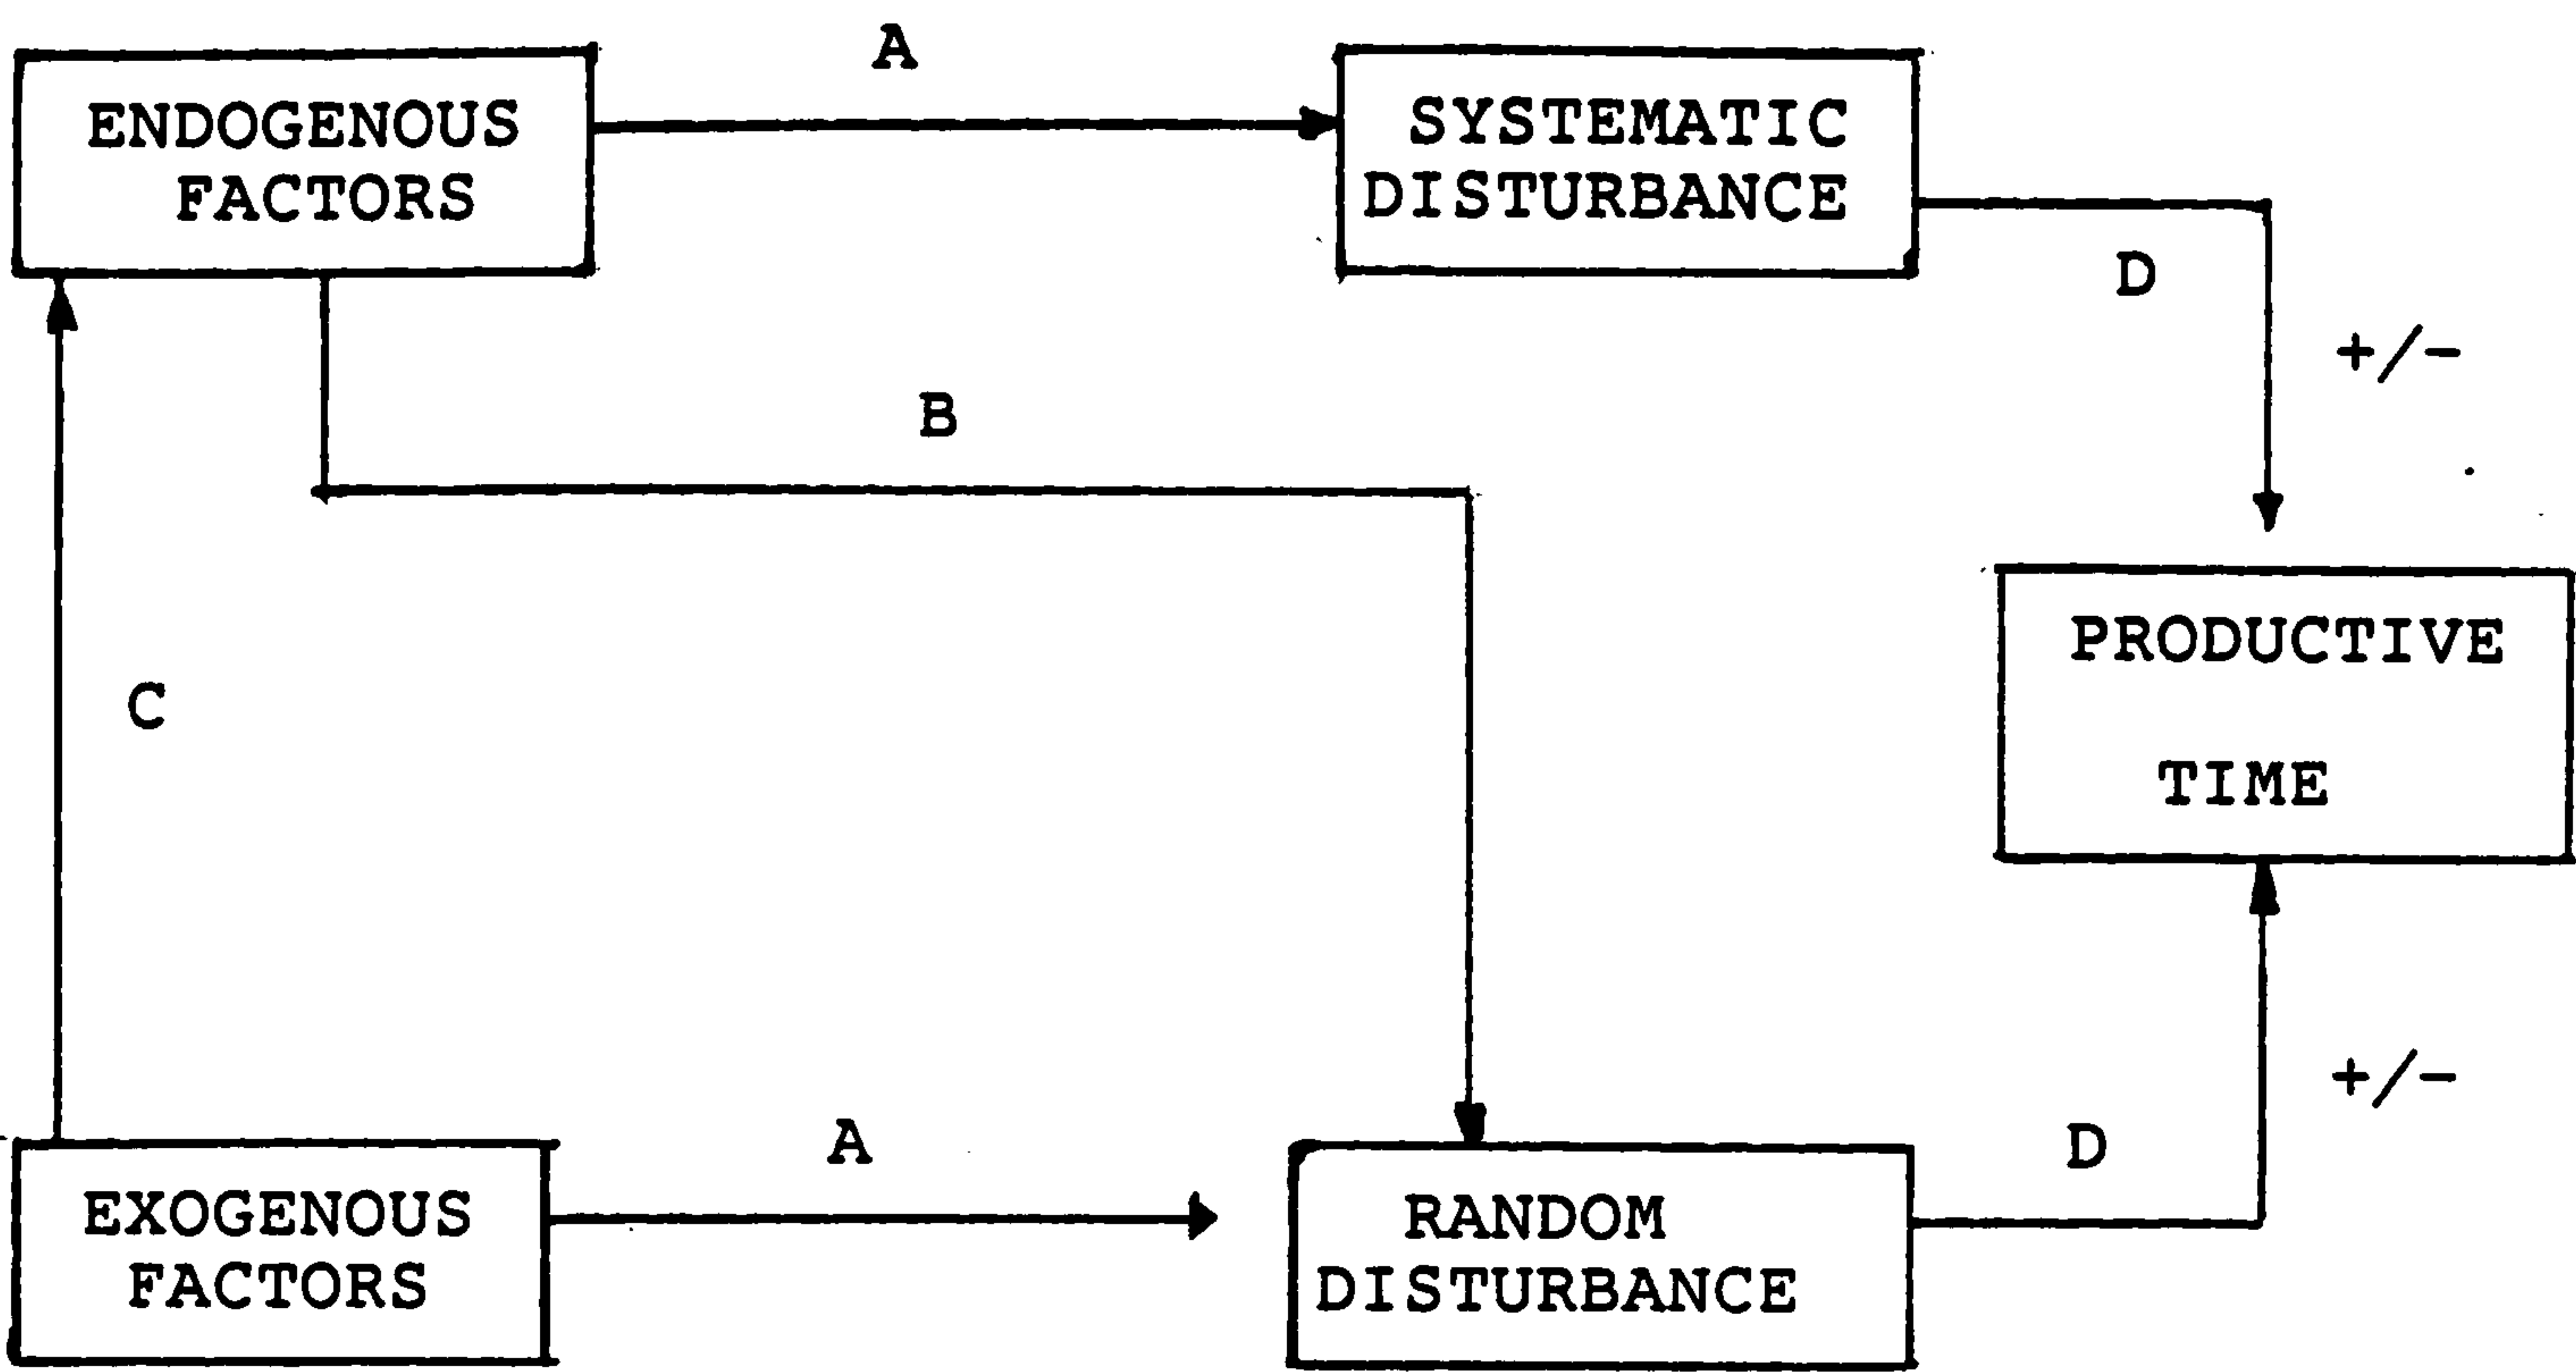 A
ENDOGENOUS
FACTORS
SYSTEMATIC
DISTURBANCE
D
+/-
B
C
PRODUCTIVE
TIME
+/-
A
D
EXOGENOUS
FACTORS
RANDOM
DISTURBANCE